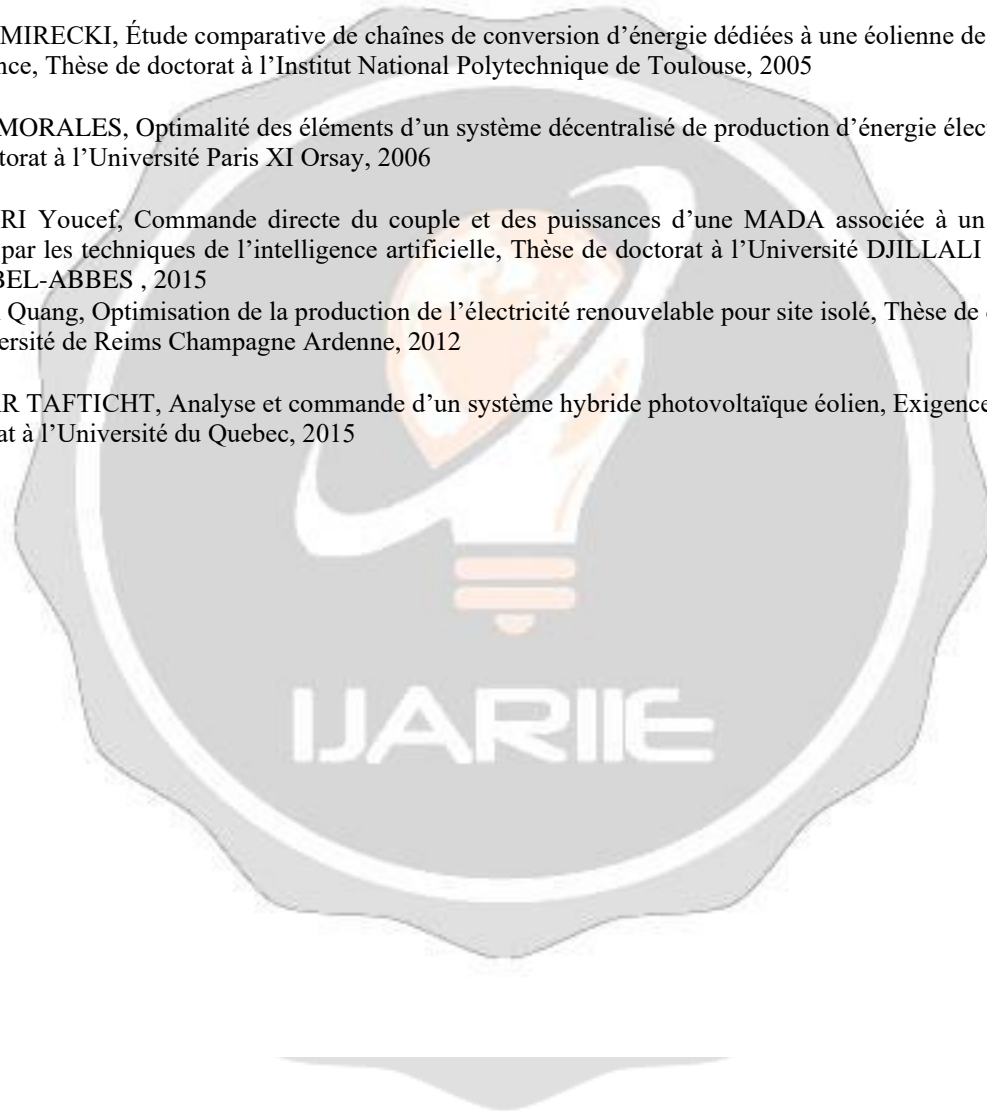 MIRECKI, Étude comparative de chaînes de conversion d’énergie dédiées à une éolienne de
nce, Thèse de doctorat à l’Institut National Polytechnique de Toulouse, 2005
MORALES, Optimalité des éléments d’un système décentralisé de production d’énergie élec
torat à l’Université Paris XI Orsay, 2006
RI Youcef, Commande directe du couple et des puissances d’une MADA associée à un
par les techniques de l’intelligence artificielle, Thèse de doctorat à l’Université DJILLALI
BEL-ABBES , 2015
Quang, Optimisation de la production de l’électricité renouvelable pour site isolé, Thèse de
ersité de Reims Champagne Ardenne, 2012
R TAFTICHT, Analyse et commande d’un système hybride photovoltaïque éolien, Exigence
at à l’Université du Quebec, 2015
IJARIIE